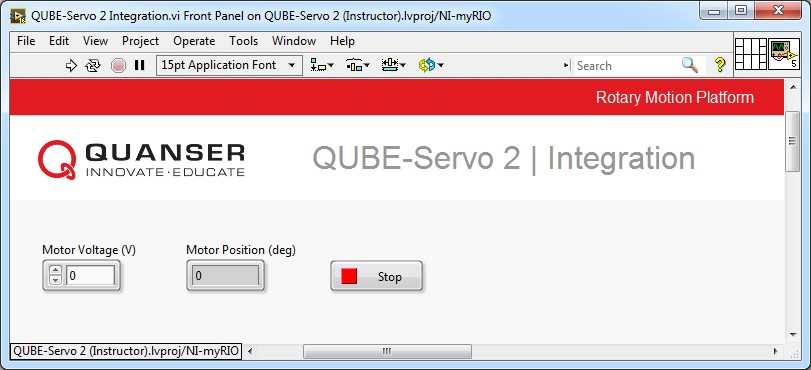 QUBE-Servo 2 Integration.vi Front Panel on QUBE-Servo 2 (Instructor).lvproj/NI-myRIO
File Edit View Project Operate Tools Window Help
15pt Application Font
Search
?
5
Rotary Motion Platform
QUANSER
INNOVATE·EDUCATE
QUBE-Servo 2 | Integration
Motor Voltage (V) Motor Position (deg)
0 0 Stop
QUBE-Servo 2 (Instructor).lvproj/NI-myRIO